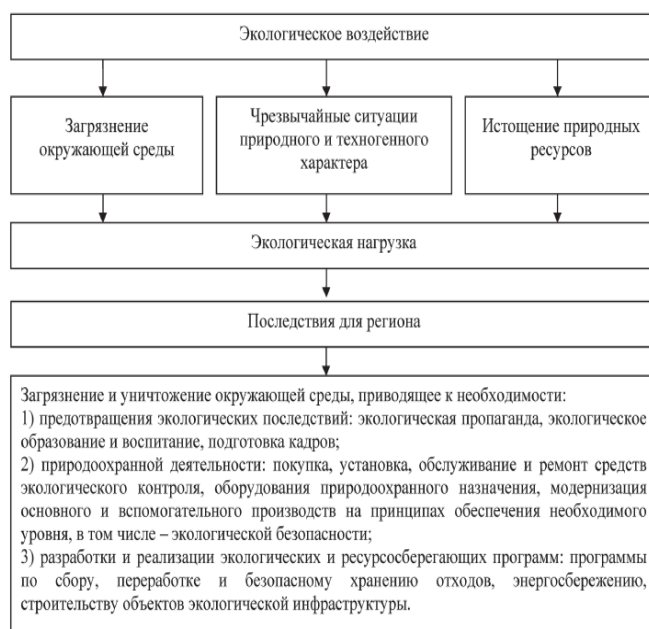 Экологическое воздействие
Загрязнение
окружающей среды
Чрезвычайные ситуации
природного и техногенного
характера
Истощение природных
ресурсов
Экологическая нагрузка
Последствия для региона
Загрязнение и уничтожение окружающей среды, приводящее к необходимости:
1) предотвращения экологических последствий: экологическая пропаганда, экологическое
образование и воспитание, подготовка кадров;
2) природоохранной деятельности: покупка, установка, обслуживание и ремонт средств
экологического контроля, оборудования природоохранного назначения, модернизация
основного и вспомогательного производств на принципах обеспечения необходимого
уровня, в том числе – экологической безопасности;
3) разработки и реализации экологических и ресурсосберегающих программ: программы
по сбору, переработке и безопасному хранению отходов, энергосбережению,
строительству объектов экологической инфраструктуры.